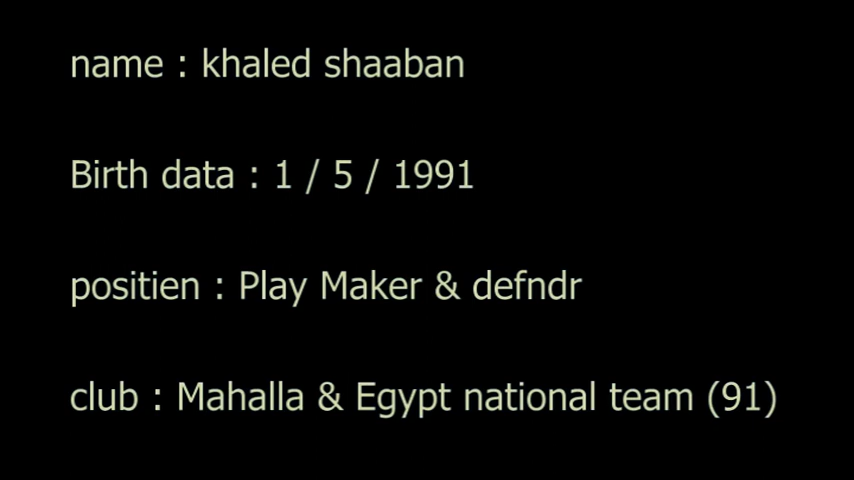 name : khaled shaaban
Birth data : 1 / 5 / 1991
positien : Play Maker & defndr
club : Mahalla & Egypt national team (91)